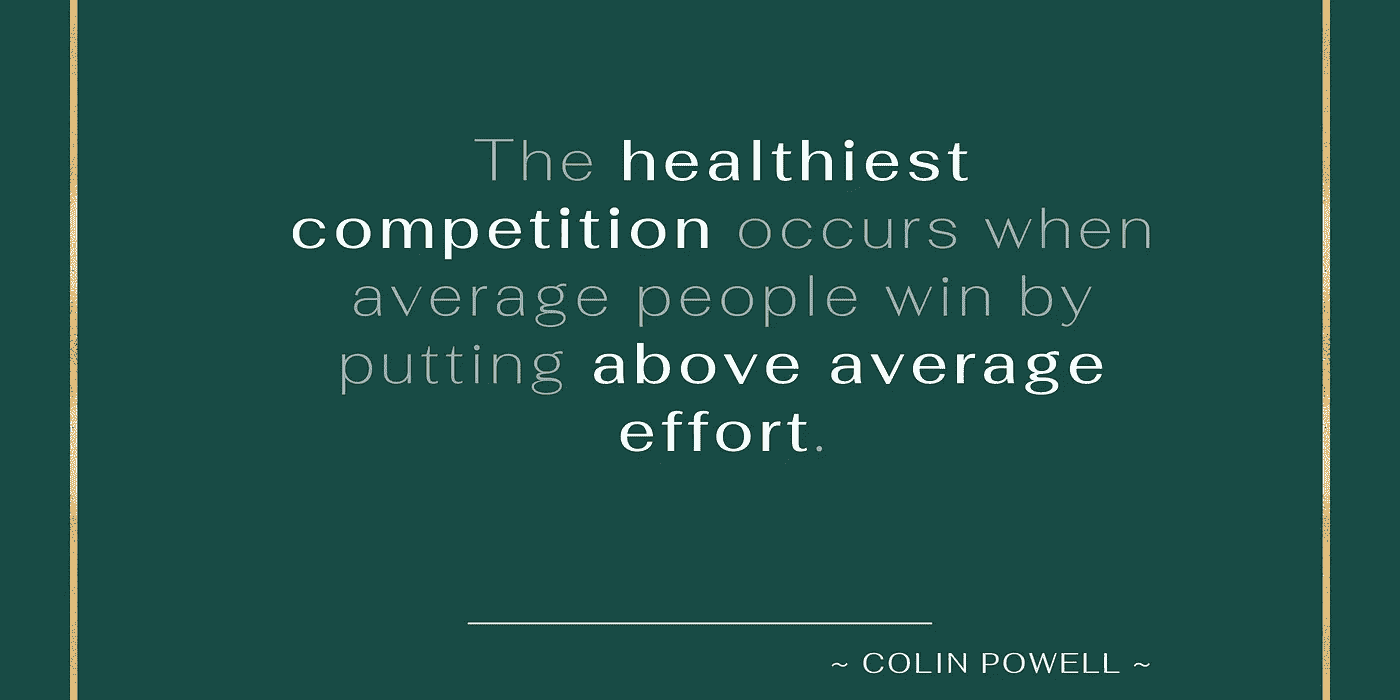 The healthiest
competition occurs when
average people win by
putting above average
effort.
~ COLIN POWELL ~